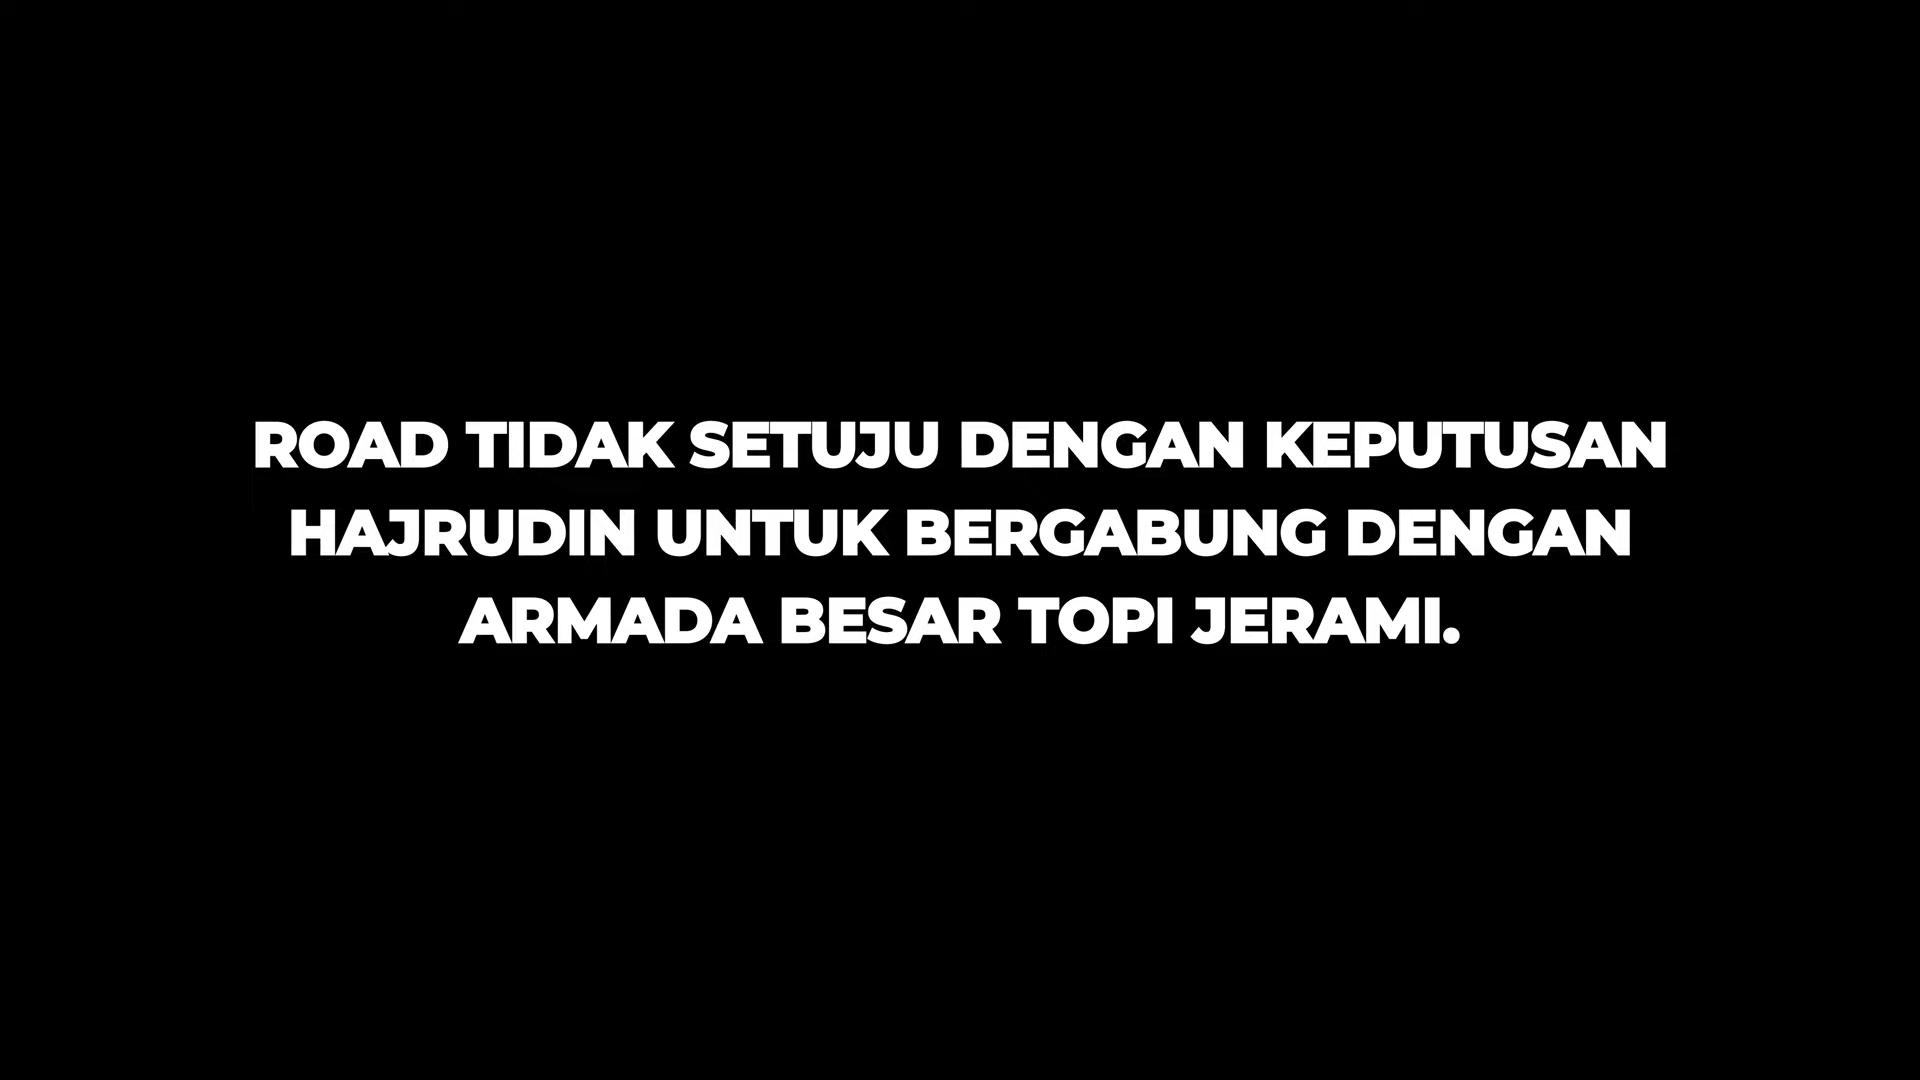 ROAD TIDAK SETUJU DENGAN KEPUTUSAN
HAJRUDIN UNTUK BERGABUNG DENGAN
ARMADA BESAR TOPI JERAMI.